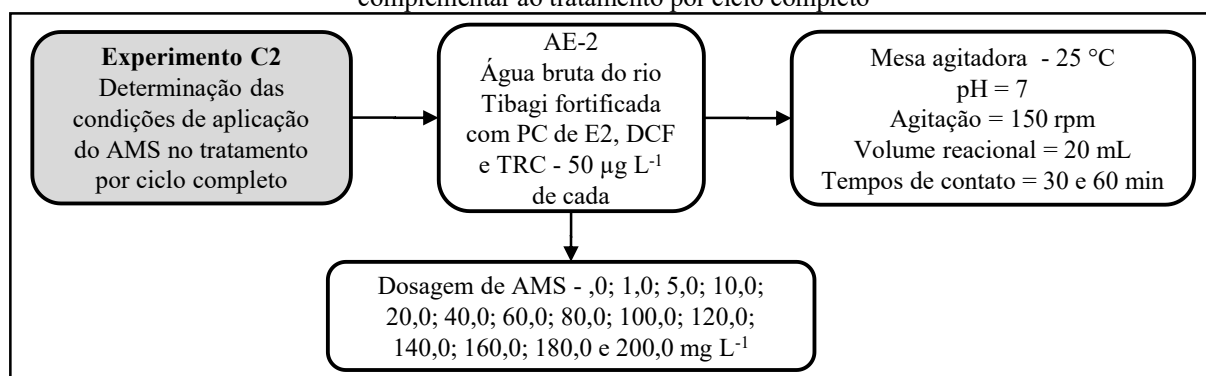 complementar ao tratamento por ciclo completo
Experimento C2
Determinação das
condições de aplicação
do AMS no tratamento
por ciclo completo
AE-2
Água bruta do rio
Tibagi fortificada
com PC de E2, DCF
e TRC - 50 µg L-1
de cada
Mesa agitadora - 25 °C
pH = 7
Agitação = 150 rpm
Volume reacional = 20 mL
Tempos de contato = 30 e 60 min
Dosagem de AMS - ,0; 1,0; 5,0; 10,0;
20,0; 40,0; 60,0; 80,0; 100,0; 120,0;
140,0; 160,0; 180,0 e 200,0 mg L-1